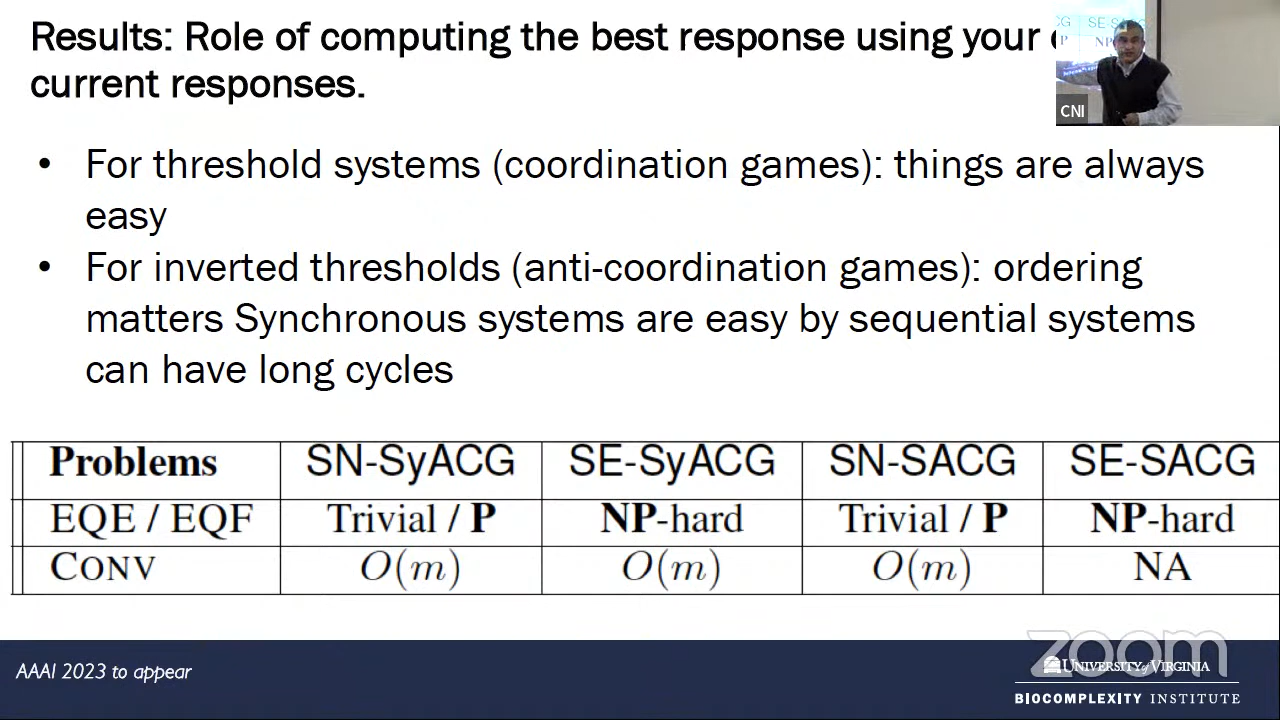 Results: Role of computing the best response using your
current responses.
CNI
• For threshold systems (coordination games): things are always
easy
• For inverted thresholds (anti-coordination games): ordering
matters Synchronous systems are easy by sequential systems
can have long cycles
Problems SN-SyACG SE-SyACG SN-SACG SE-SACG
EQE / EQF Trivial / P NP-hard Trivial / P NP-hard
CONV O(m) O(m) O(m) NA
zoom
AAAI 2023 to appear
UNIVERSITY of VIRGINIA
BIOCOMPLEXITY INSTITUTE